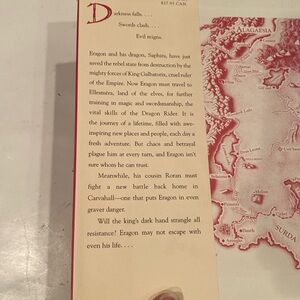 $27.95 CAN.
Darkness falls. . . .
Swords clash. . . .
Evil reigns.
Eragon and his dragon, Saphira, have just
saved the rebel state from destruction by the
mighty forces of King Galbatorix, cruel ruler
of the Empire. Now Eragon must travel to
Ellesméra, land of the elves, for further
training in magic and swordsmanship, the
vital skills of the Dragon Rider. It is
the journey of a lifetime, filled with awe-
inspiring new places and people, each day a
fresh adventure. But chaos and betrayal
plague him at every turn, and Eragon isn't
sure whom he can trust.
Meanwhile, his cousin Roran must
fight a new battle back home in
Carvahall—one that puts Eragon in even
graver danger.
Will the king's dark hand strangle all
resistance? Eragon may not escape with
even his life. . . .
ALAGAËSIA
SURDA
Aroughs
Dauth